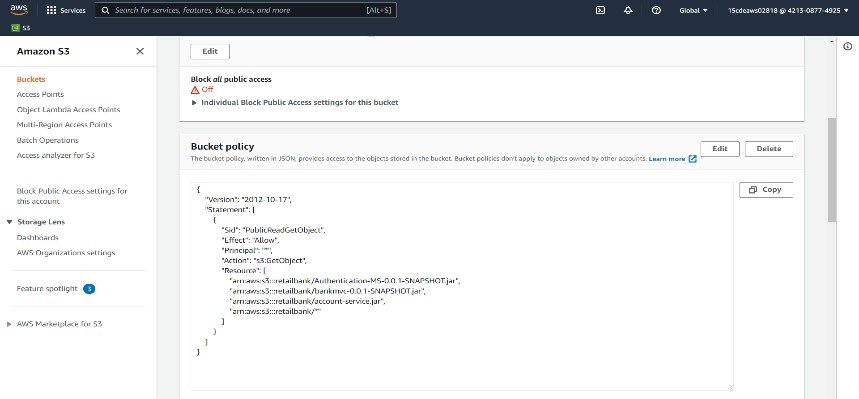 aws
Services
Search for services, features, blogs, docs, and more
[Alt+S]
Global ▼
15cdeaws02818 @ 4213-0877-4925 ▼
S3
Amazon S3
Buckets
Access Points
Object Lambda Access Points
Multi-Region Access Points
Batch Operations
Access analyzer for S3
Block Public Access settings for
this account
▼ Storage Lens
Dashboards
AWS Organizations settings
Feature spotlight 3
▶ AWS Marketplace for S3
Edit
Block all public access
Off
▶ Individual Block Public Access settings for this bucket
Bucket policy
Edit
Delete
The bucket policy, written in JSON, provides access to the objects stored in the bucket. Bucket policies don't apply to objects owned by other accounts. Learn more
Copy
{
"Version": "2012-10-17",
"Statement": [
{
"Sid": "PublicReadGetObject",
"Effect": "Allow",
"Principal": "*",
"Action": "s3:GetObject",
"Resource": [
"arn:aws:s3:::retailbank/Authentication-MS-0.0.1-SNAPSHOT.jar",
"arn:aws:s3:::retailbank/bankmvc-0.0.1-SNAPSHOT.jar",
"arn:aws:s3:::retailbank/account-service.jar",
"arn:aws:s3:::retailbank/*"
]
}
]
}